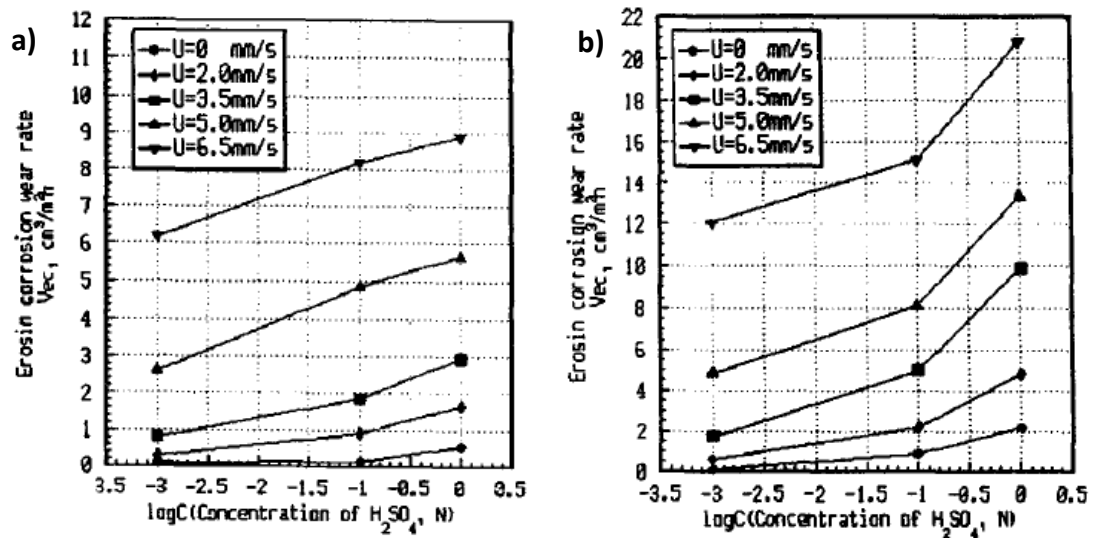 a)
U=0 mm/s
U=2.0mm/s
U=3.5mm/s
U=5.0mm/s
U=6.5mm/s
12
11
10
9
8
7
6
5
4
3
2
1
0
Erosin corrosion wear rate
Vec, cm³/m²h
3.5 -3 -2.5 -2 -1.5 -1 -0.5 0 0.5
logC(Concentration of H₂SO₄, N)
b)
U=0 mm/s
U=2.0mm/s
U=3.5mm/s
U=5.0mm/s
U=6.5mm/s
22
20
18
16
14
12
10
8
6
4
2
0
Erosin corrosion wear rate
Vec, cm³/m²h
-3.5 -3 -2.5 -2 -1.5 -1 -0.5 0 0.5
logC(Concentration of H₂SO₄, N)